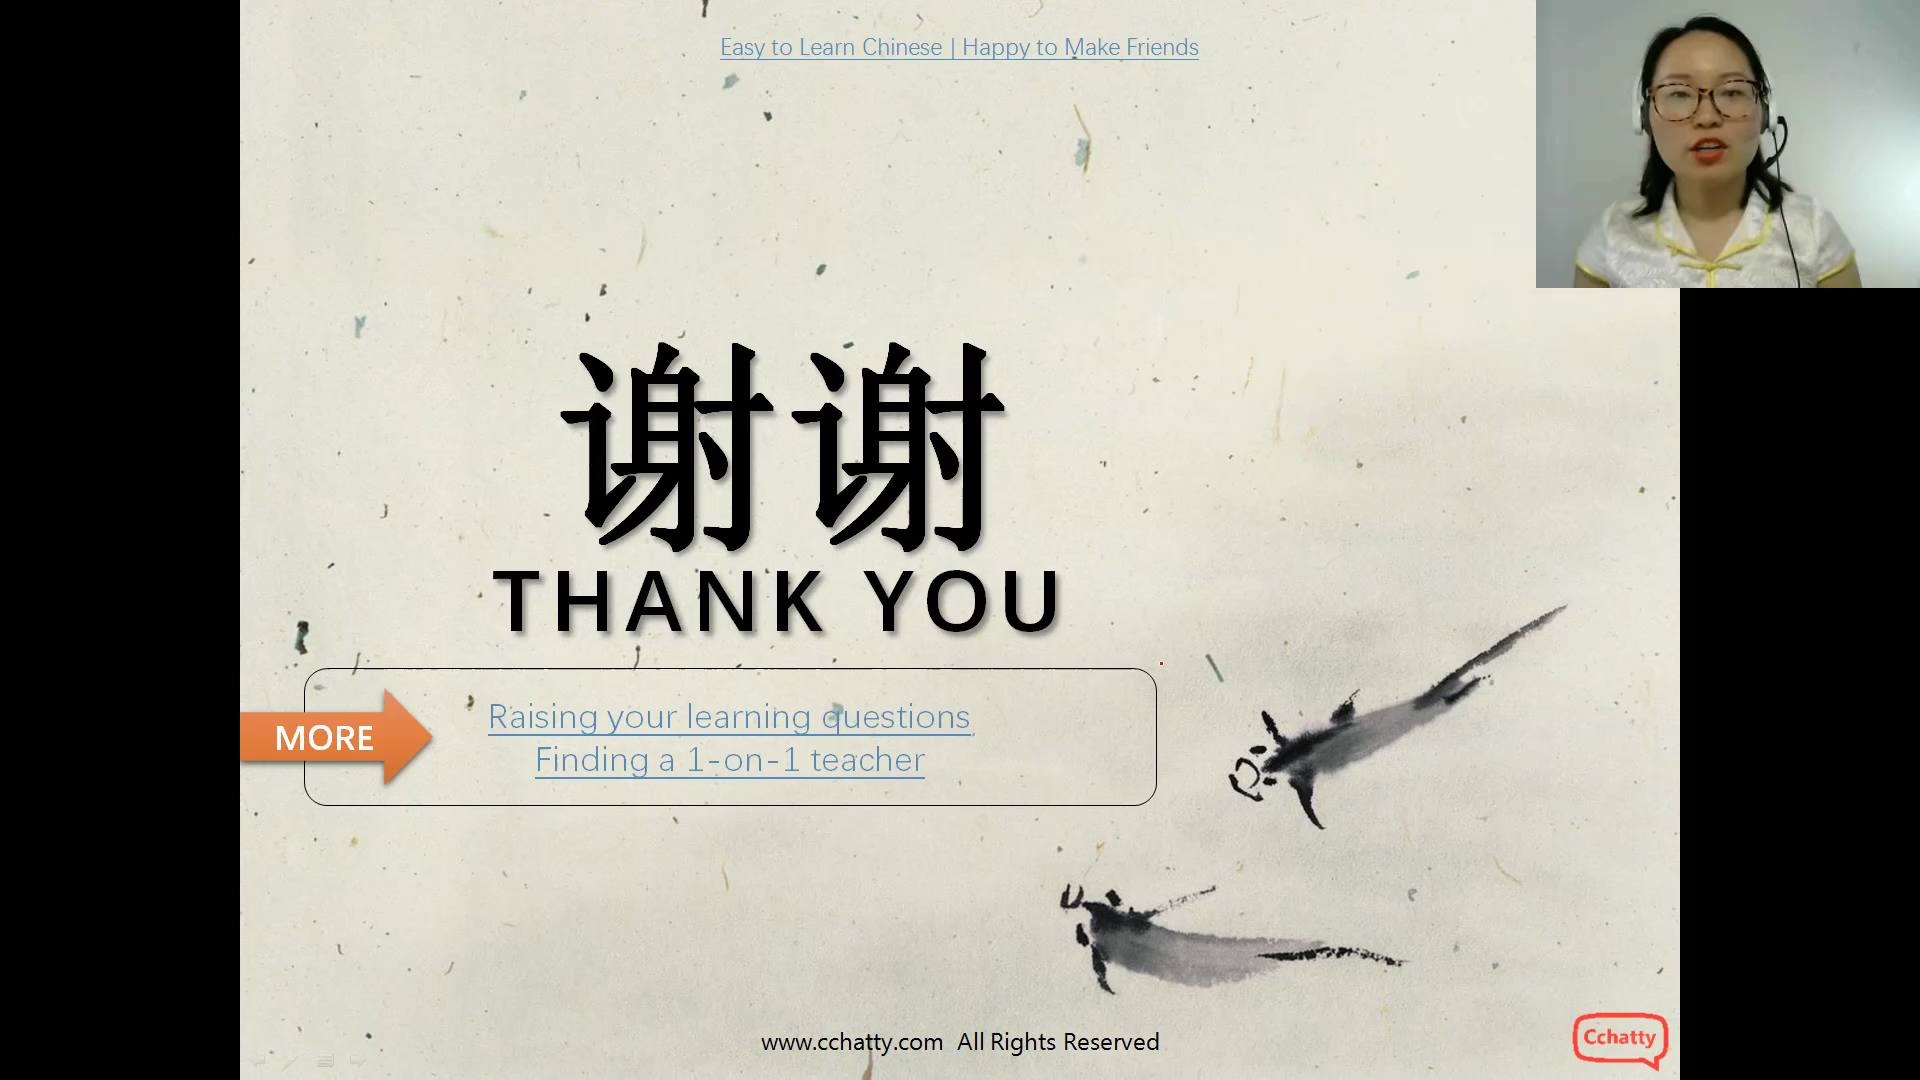 Easy to Learn Chinese | Happy to Make Friends
谢谢
THANK YOU
MORE
Raising your learning questions
Finding a 1-on-1 teacher
www.cchatty.com All Rights Reserved
Cchatty